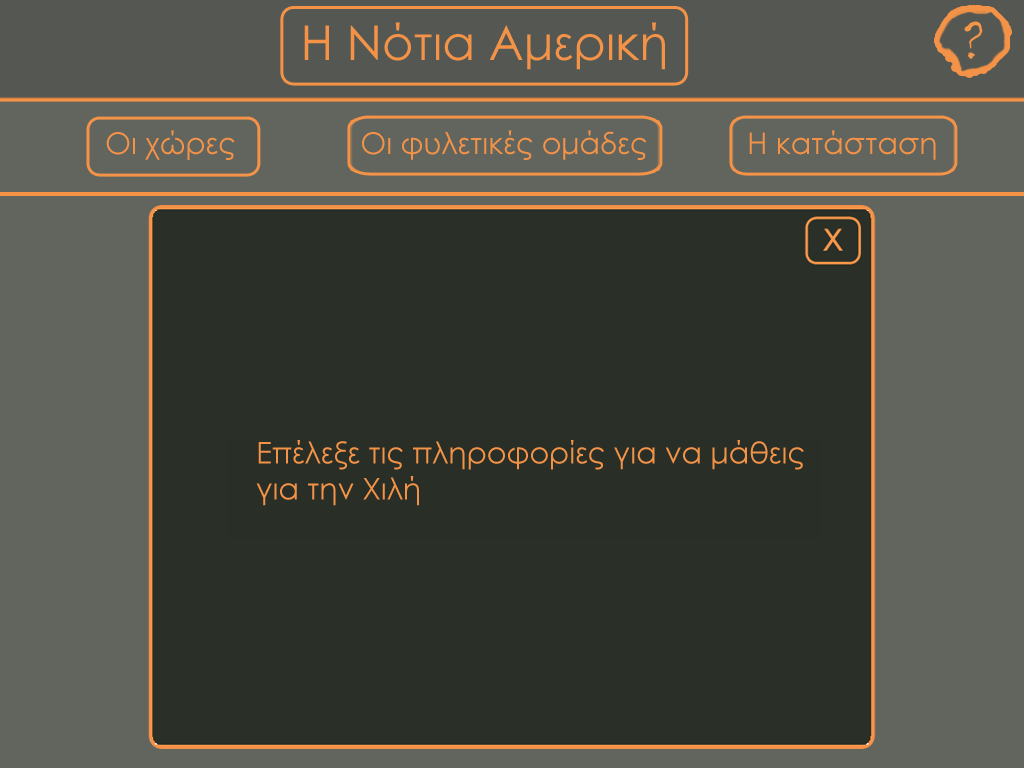 Η Νότια Αμερική
?
Οι χώρες
Οι φυλετικές ομάδες
Η κατάσταση
X
Επέλεξε τις πληροφορίες για να μάθεις
για την Χιλή